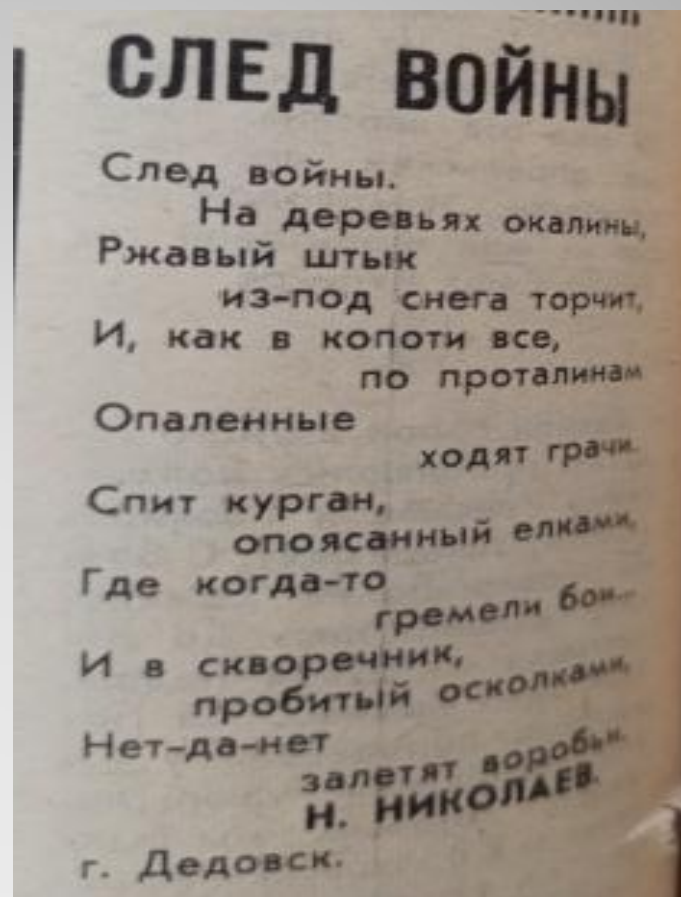 СЛЕД ВОЙНЫ
След войны.
На деревьях окалины,
Ржавый штык
из-под снега торчит,
И, как в копоти все,
по проталинам
Опаленные
ходят грачи.
Спит курган,
опоясанный елками,
Где когда-то
гремели бои...
И в скворечник,
пробитый осколками,
Нет-да-нет
залетят воробьи.
Н. НИКОЛАЕВ.
г. Дедовск.